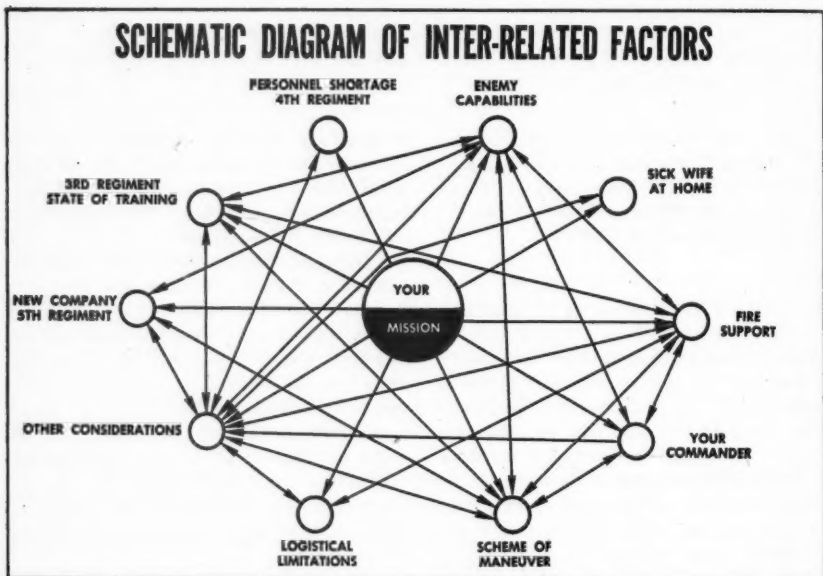 SCHEMATIC DIAGRAM OF INTER-RELATED FACTORS
PERSONNEL SHORTAGE
4TH REGIMENT
ENEMY
CAPABILITIES
3RD REGIMENT
STATE OF TRAINING
SICK WIFE
AT HOME
NEW COMPANY
5TH REGIMENT
YOUR
MISSION
FIRE
SUPPORT
OTHER CONSIDERATIONS
YOUR
COMMANDER
LOGISTICAL
LIMITATIONS
SCHEME OF
MANEUVER